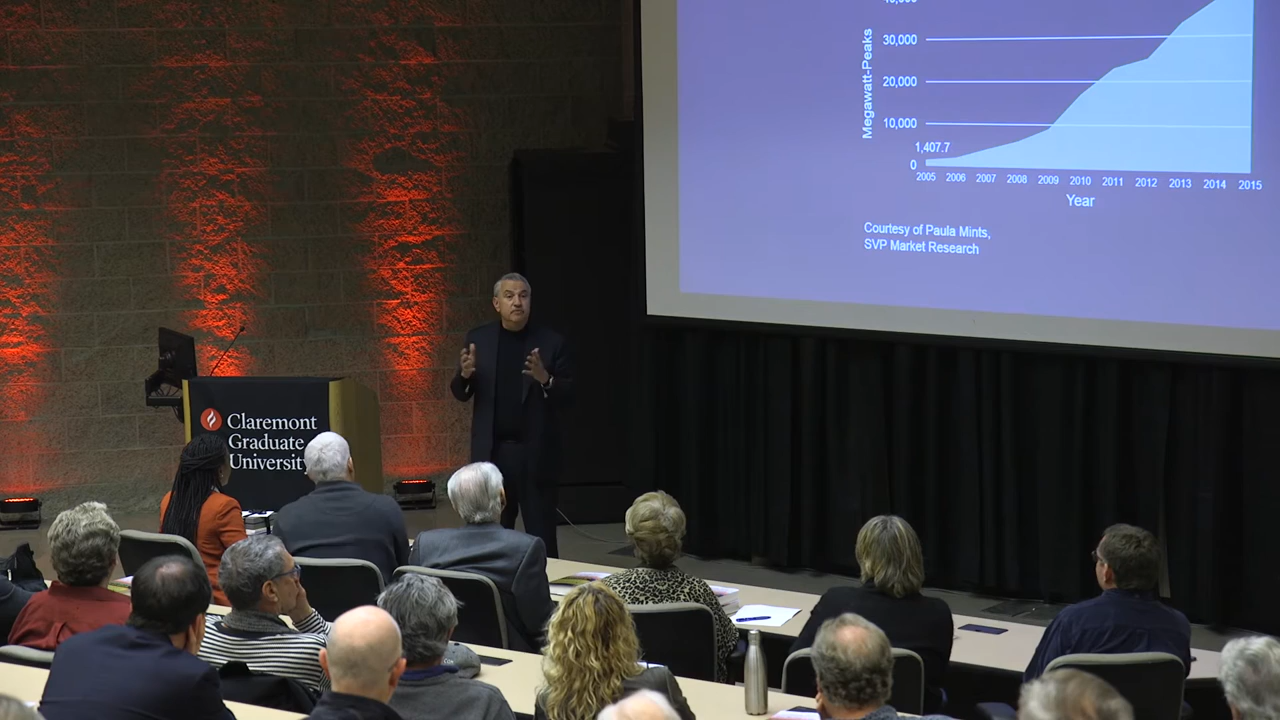 30,000
20,000
10,000
0
Megawatt-Peaks
1,407.7
2005 2006 2007 2008 2009 2010 2011 2012 2013 2014 2015
Year
Courtesy of Paula Mints,
SVP Market Research
Claremont
Graduate
University